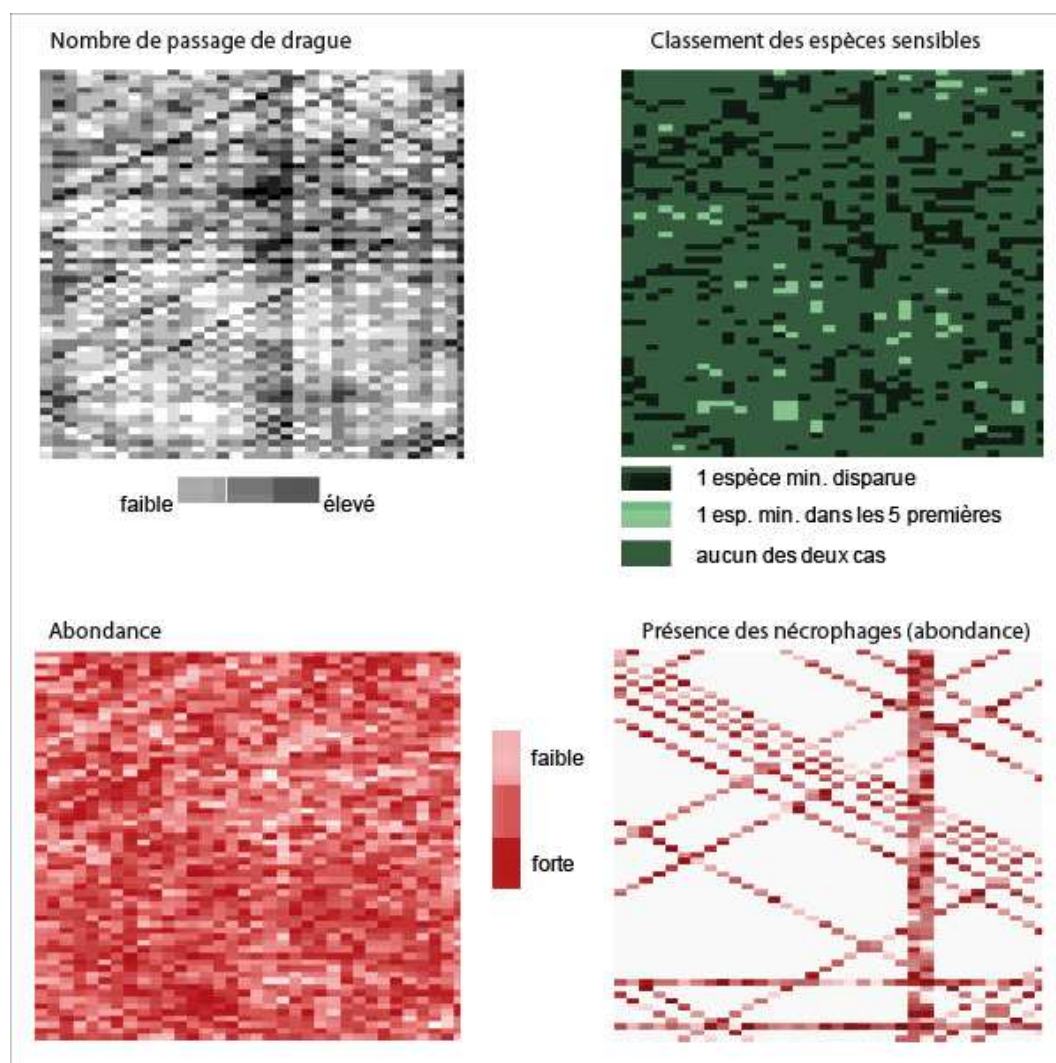 Nombre de passage de drague
Classement des espèces sensibles
faible
élevé
1 espèce min. disparue
1 esp. min. dans les 5 premières
aucun des deux cas
Abondance
Présence des nécrophages (abondance)
faible
forte